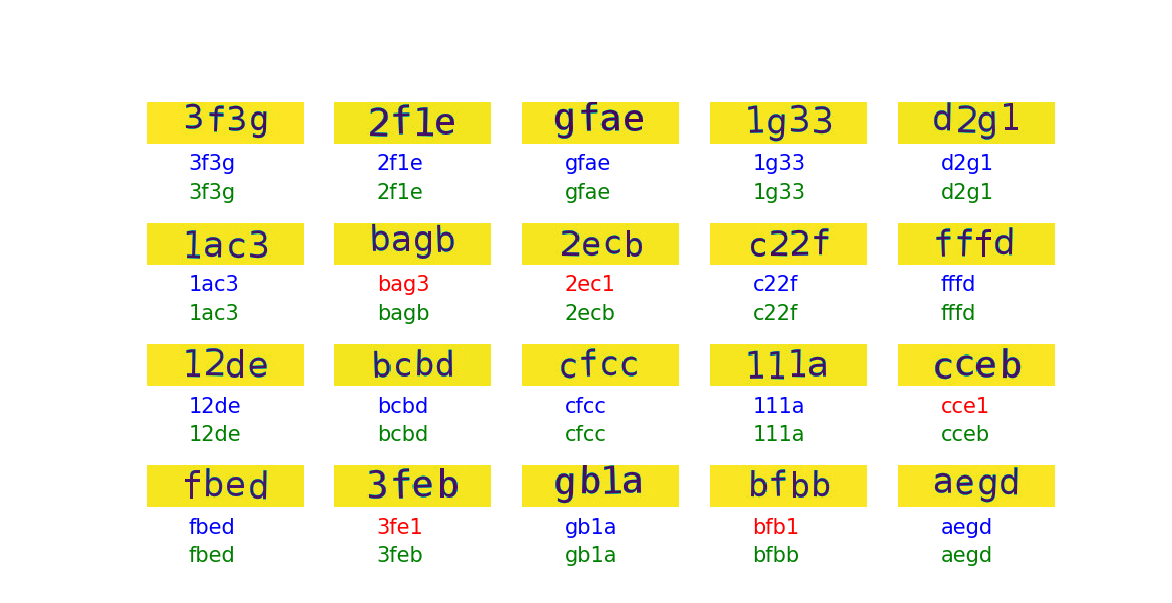 3f3g 2f1e gfae 1g33 d2g1
3f3g 2f1e gfae 1g33 d2g1
3f3g 2f1e gfae 1g33 d2g1
1ac3 bagb 2ecb c22f fffd
1ac3 bag3 2ec1 c22f fffd
1ac3 bagb 2ecb c22f fffd
12de bcbd cfcc 111a cceb
12de bcbd cfcc 111a cce1
12de bcbd cfcc 111a cceb
fbed 3feb gb1a bfbb aegd
fbed 3fe1 gb1a bfb1 aegd
fbed 3feb gb1a bfbb aegd